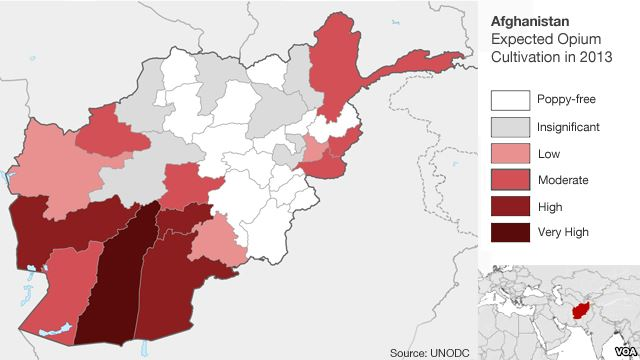 Afghanistan
Expected Opium
Cultivation in 2013
Poppy-free
Insignificant
Low
Moderate
High
Very High
Source: UNODC
VOA